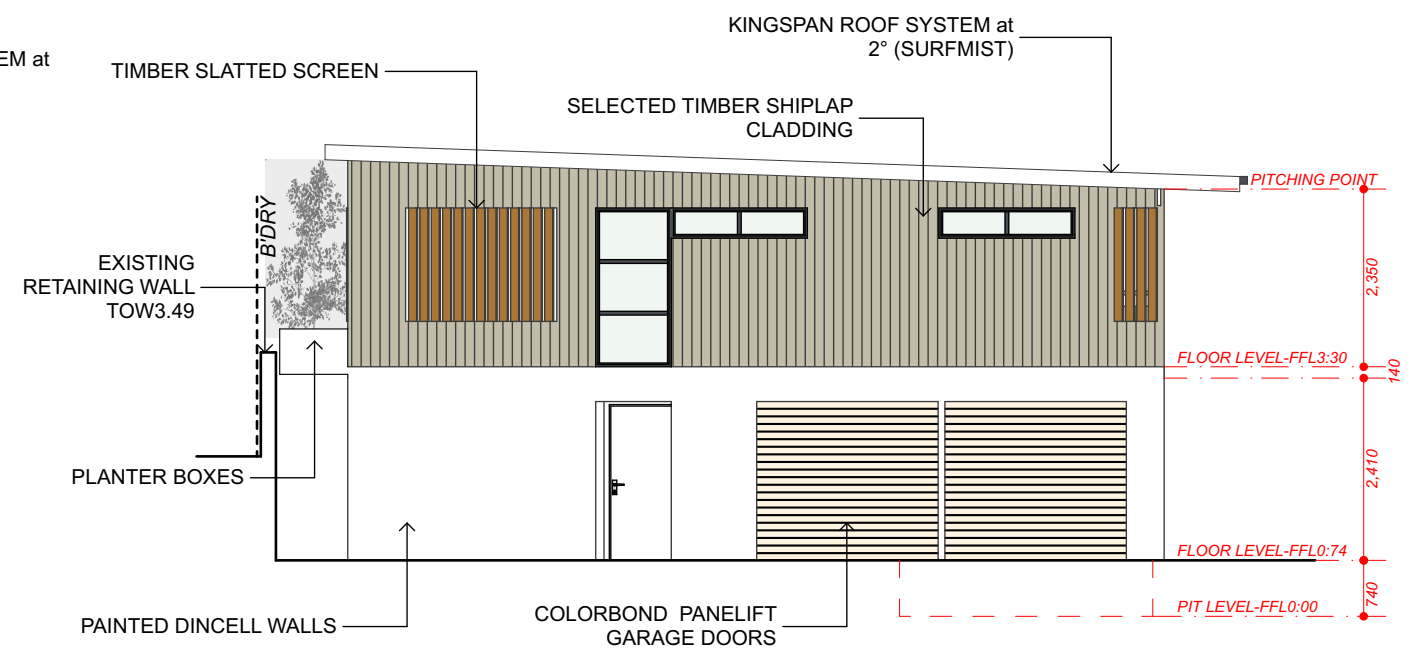 KINGSPAN ROOF SYSTEM at
2° (SURFMIST)
EM at
TIMBER SLATTED SCREEN
SELECTED TIMBER SHIPLAP
CLADDING
PITCHING POINT
B'DRY
EXISTING
RETAINING WALL
TOW3.49
2,350
FLOOR LEVEL-FFL3:30
140
PLANTER BOXES
2,410
FLOOR LEVEL-FFL0:74
740
PIT LEVEL-FFL0:00
PAINTED DINCELL WALLS
COLORBOND PANELIFT
GARAGE DOORS